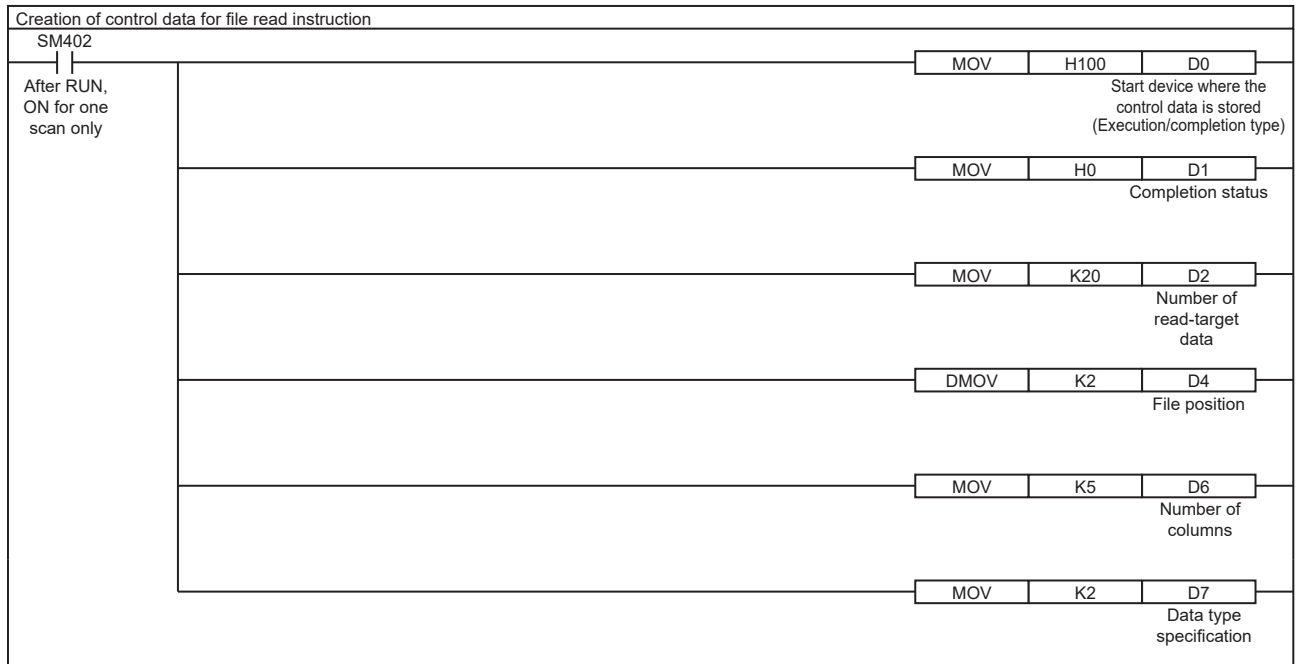 Creation of control data for file read instruction
SM402
After RUN,
ON for one
scan only
MOV H100 D0
Start device where the
control data is stored
(Execution/completion type)
MOV H0 D1
Completion status
MOV K20 D2
Number of
read-target
data
DMOV K2 D4
File position
MOV K5 D6
Number of
columns
MOV K2 D7
Data type
specification